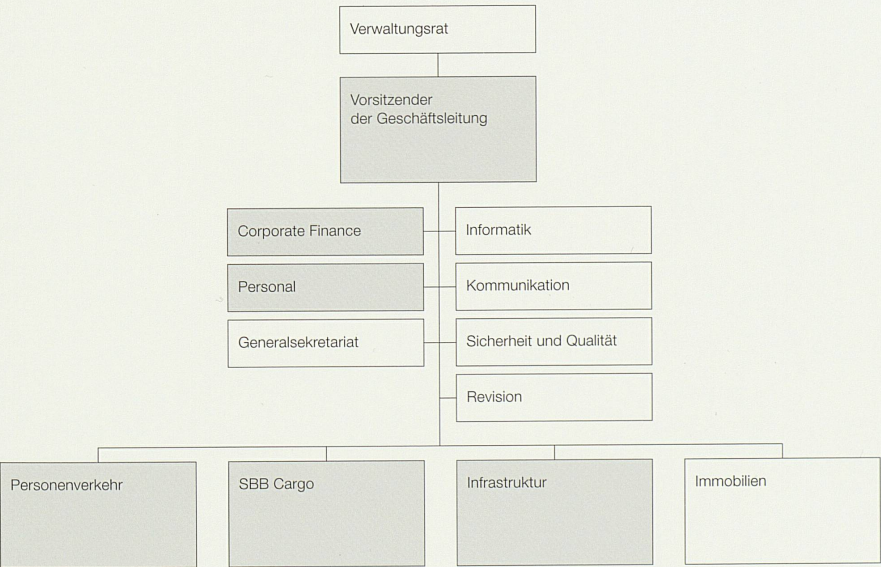 Verwaltungsrat
Vorsitzender
der Geschäftsleitung
Corporate Finance
Informatik
Personal
Kommunikation
Generalsekretariat
Sicherheit und Qualität
Revision
Personenverkehr
SBB Cargo
Infrastruktur
Immobilien